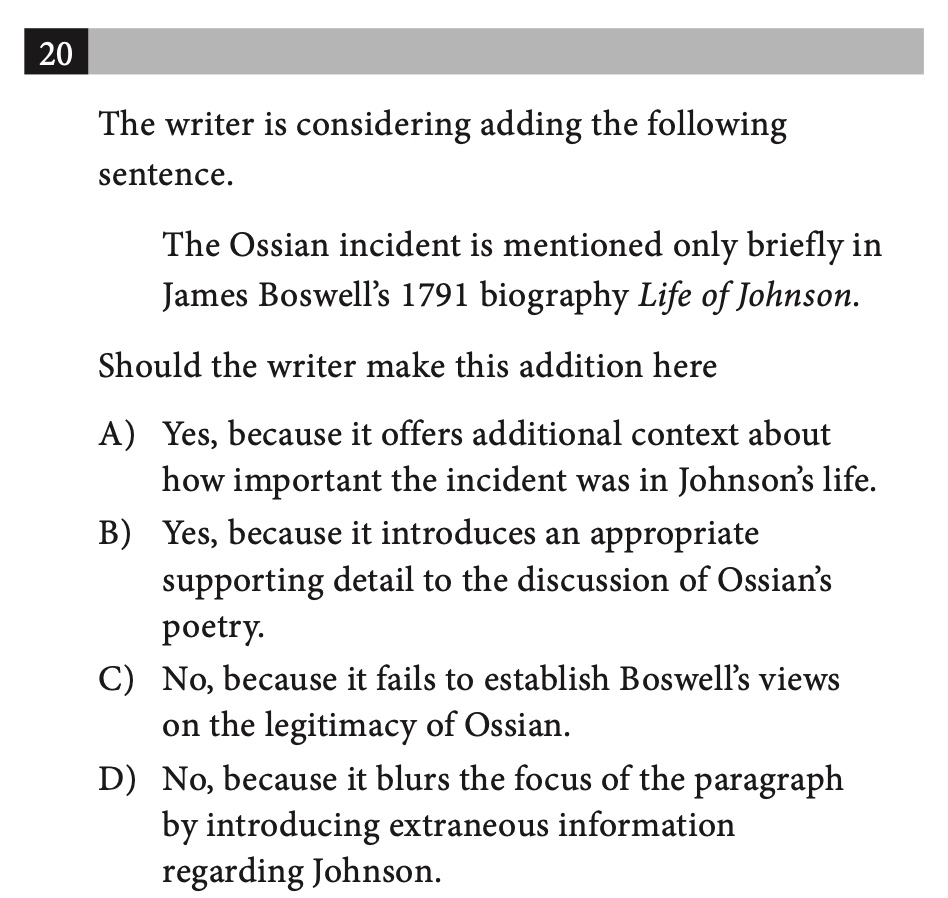 20
The writer is considering adding the following
sentence.
The Ossian incident is mentioned only briefly in
James Boswell’s 1791 biography Life of Johnson.
Should the writer make this addition here
A) Yes, because it offers additional context about
how important the incident was in Johnson’s life.
B) Yes, because it introduces an appropriate
supporting detail to the discussion of Ossian’s
poetry.
C) No, because it fails to establish Boswell’s views
on the legitimacy of Ossian.
D) No, because it blurs the focus of the paragraph
by introducing extraneous information
regarding Johnson.